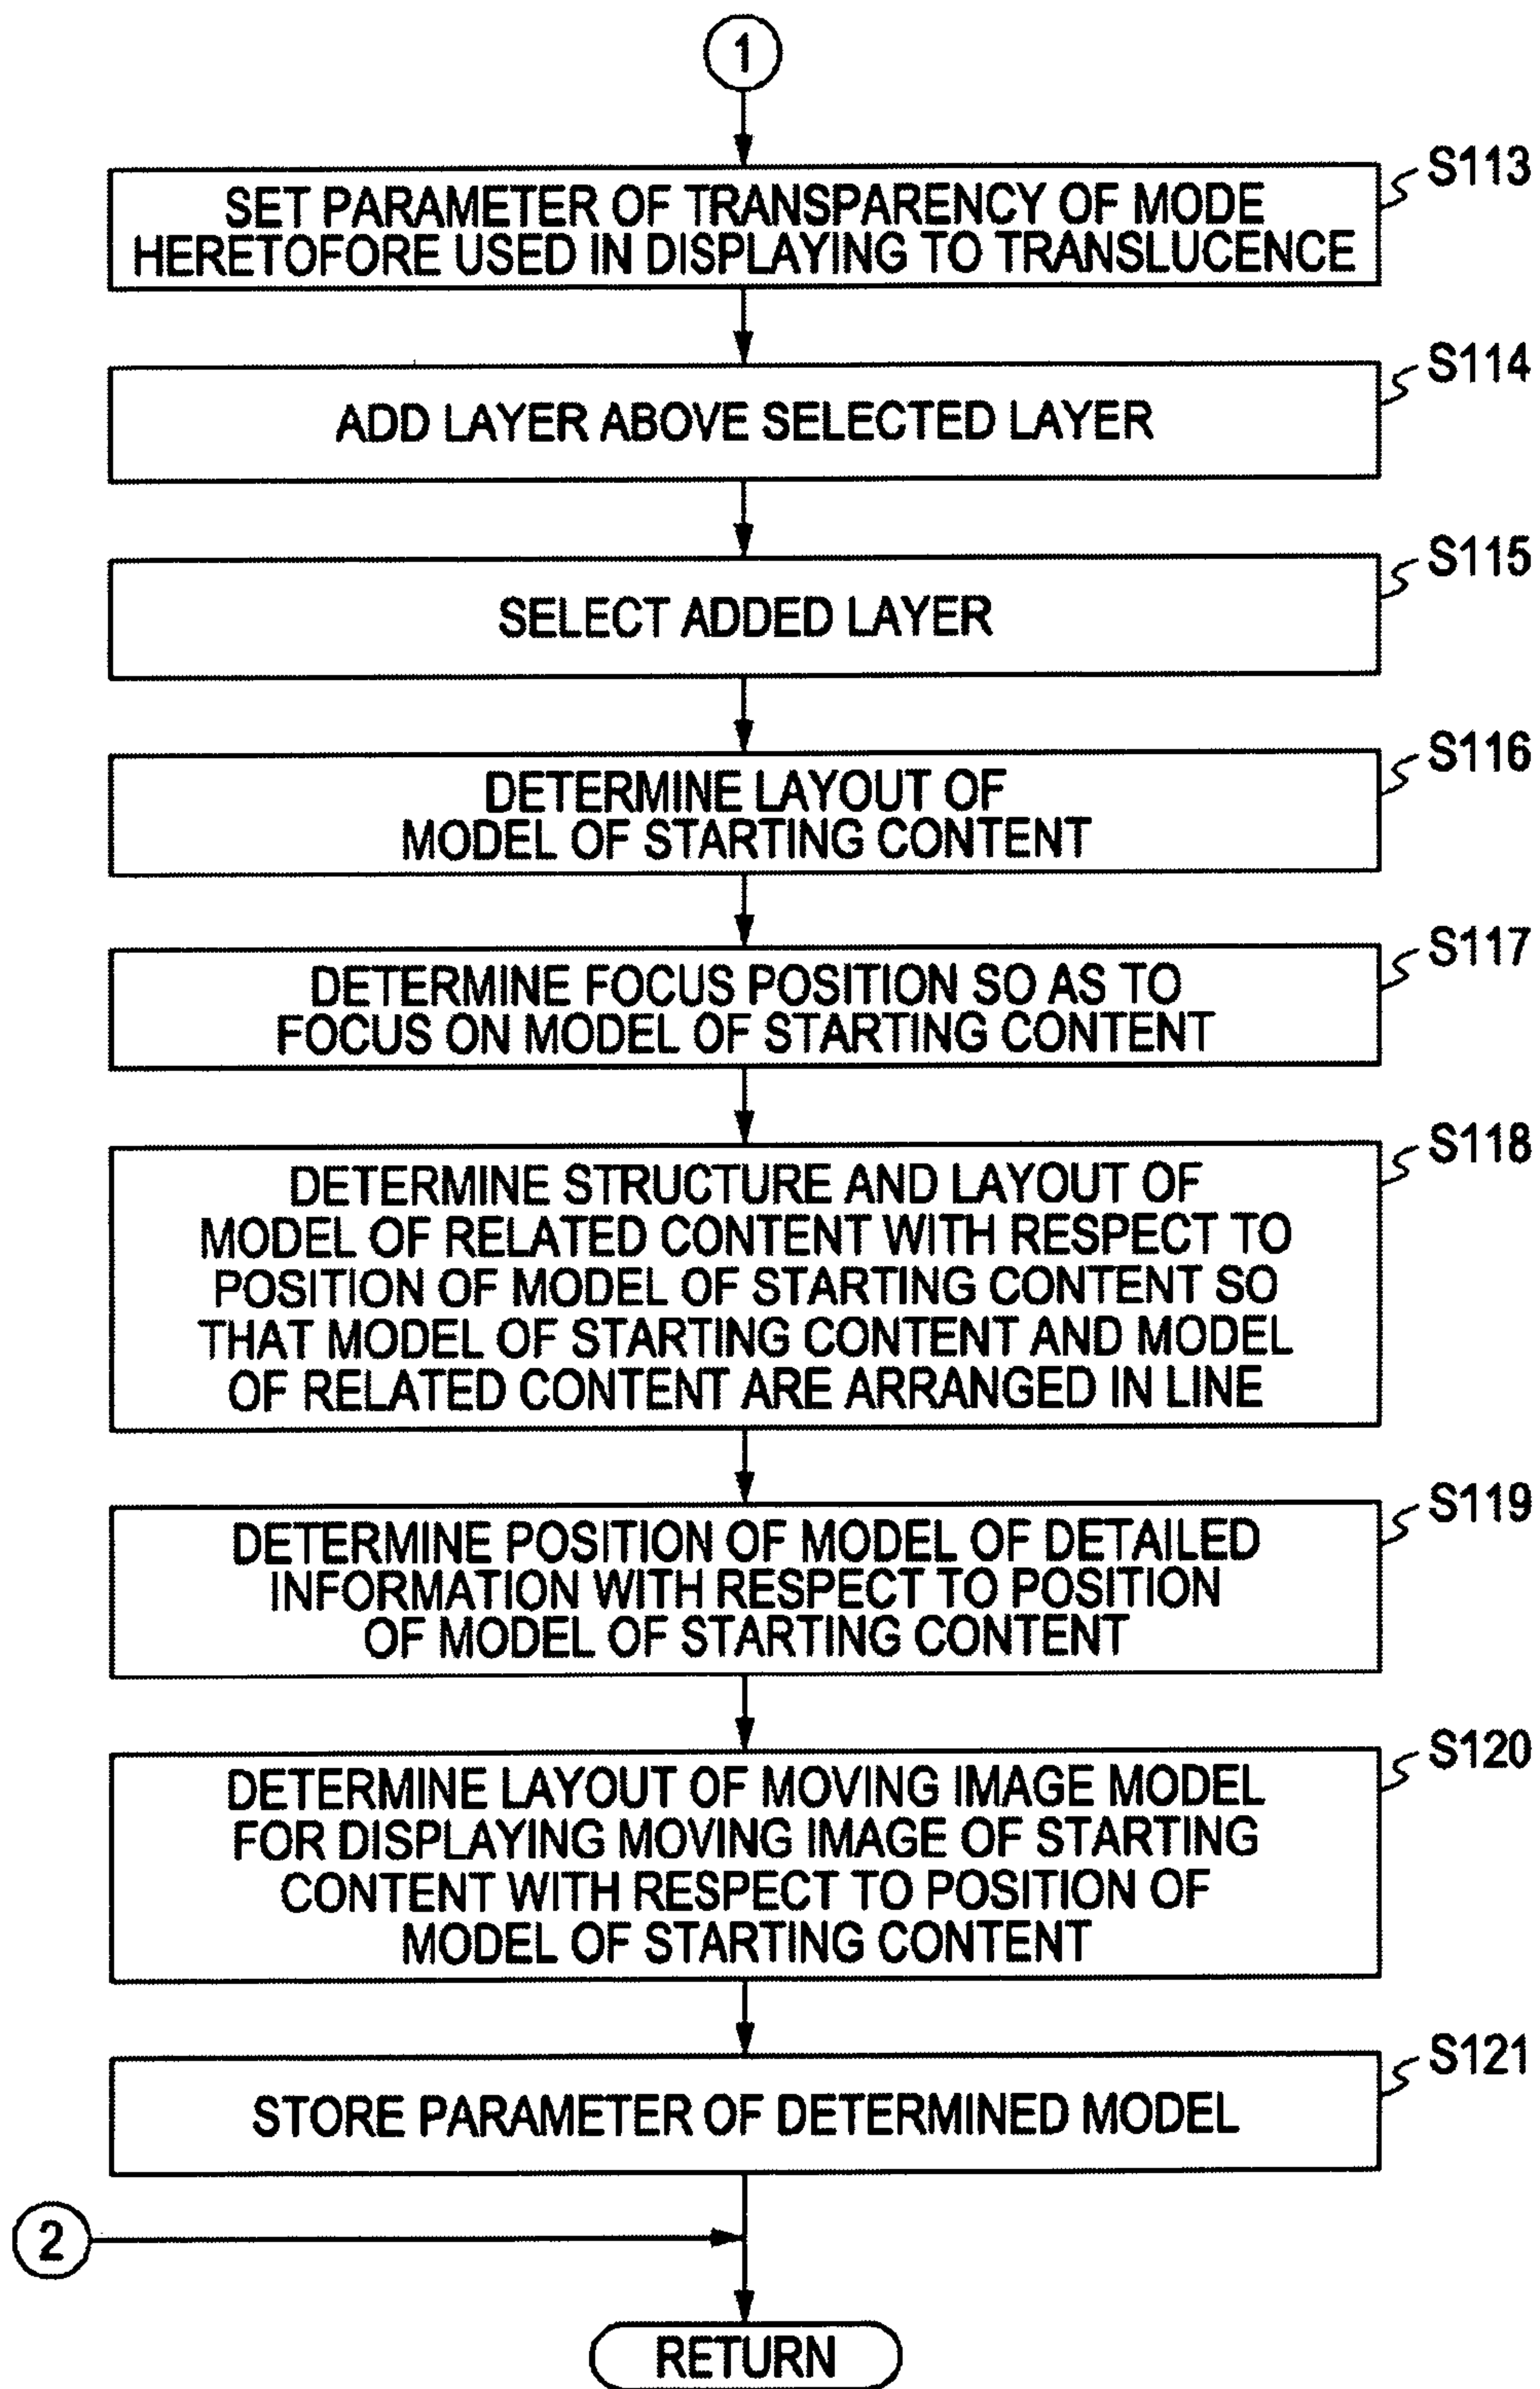 1
S113
SET PARAMETER OF TRANSPARENCY OF MODE
HERETOFORE USED IN DISPLAYING TO TRANSLUCENCE
S114
ADD LAYER ABOVE SELECTED LAYER
S115
SELECT ADDED LAYER
S116
DETERMINE LAYOUT OF
MODEL OF STARTING CONTENT
S117
DETERMINE FOCUS POSITION SO AS TO
FOCUS ON MODEL OF STARTING CONTENT
S118
DETERMINE STRUCTURE AND LAYOUT OF
MODEL OF RELATED CONTENT WITH RESPECT TO
POSITION OF MODEL OF STARTING CONTENT SO
THAT MODEL OF STARTING CONTENT AND MODEL
OF RELATED CONTENT ARE ARRANGED IN LINE
S119
DETERMINE POSITION OF MODEL OF DETAILED
INFORMATION WITH RESPECT TO POSITION
OF MODEL OF STARTING CONTENT
S120
DETERMINE LAYOUT OF MOVING IMAGE MODEL
FOR DISPLAYING MOVING IMAGE OF STARTING
CONTENT WITH RESPECT TO POSITION OF
MODEL OF STARTING CONTENT
S121
STORE PARAMETER OF DETERMINED MODEL
2
RETURN